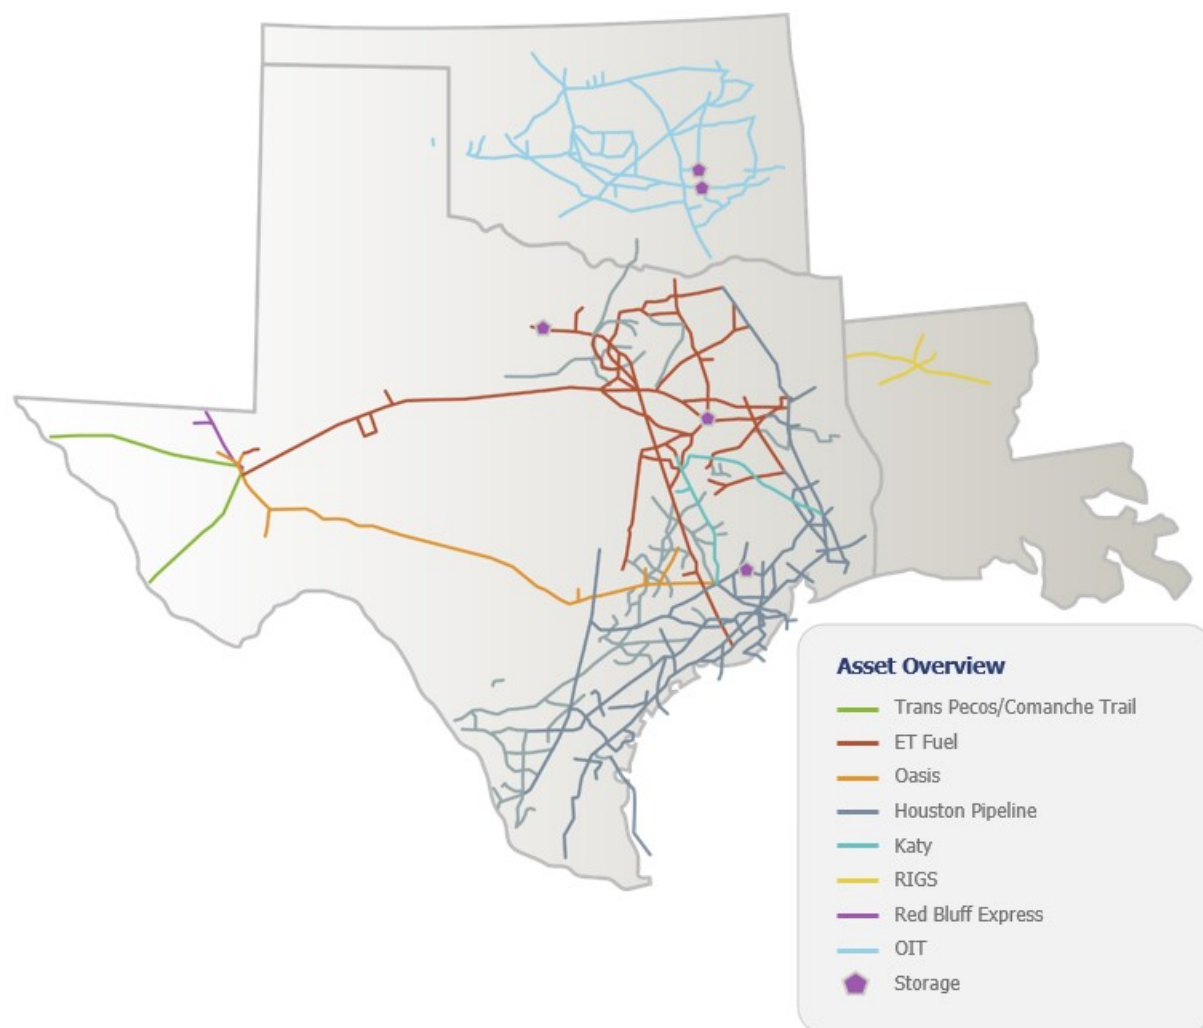 Asset Overview
Trans Pecos/Comanche Trail
ET Fuel
Oasis
Houston Pipeline
Katy
RIGS
Red Bluff Express
OIT
Storage